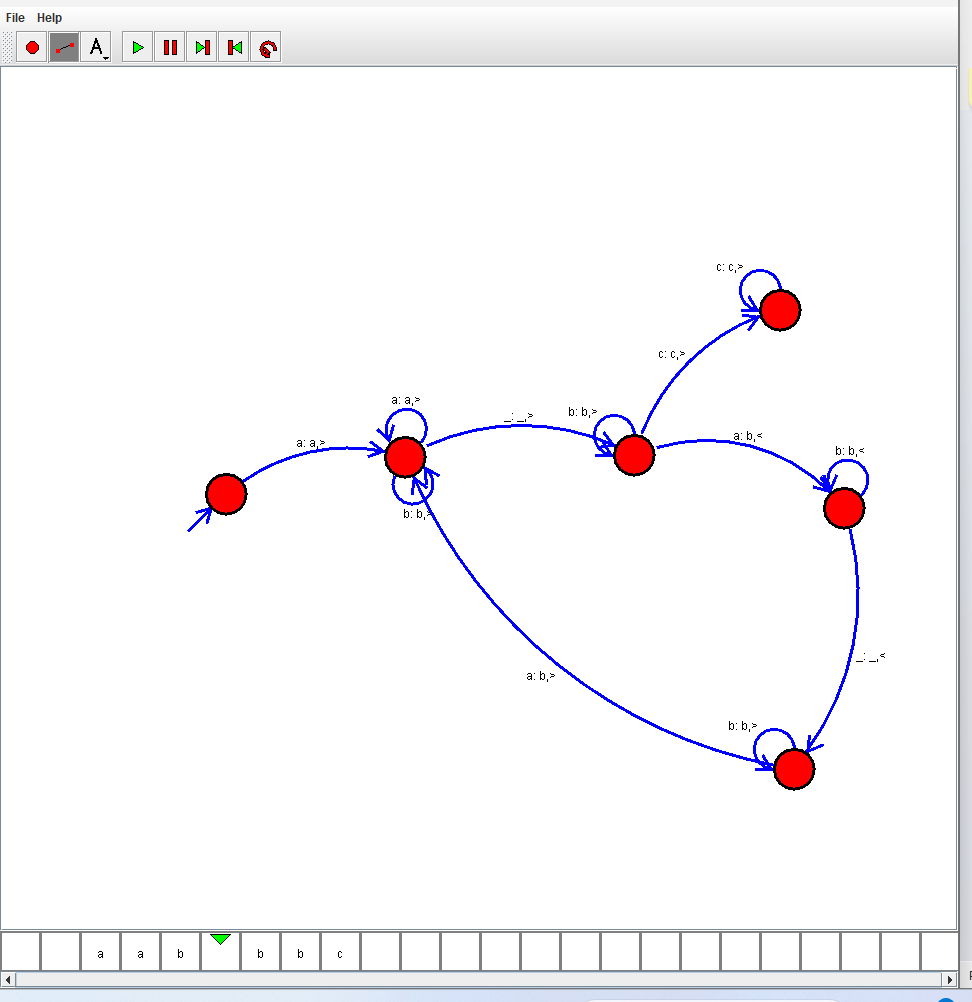 File Help
A
c: c,>
c: c,>
a: a,>
b: b,>
_: _,>
a: b,<
a: a,>
b: b,<
b: b,>
_: _,<
a: b,>
b: b,>
a a b b b c